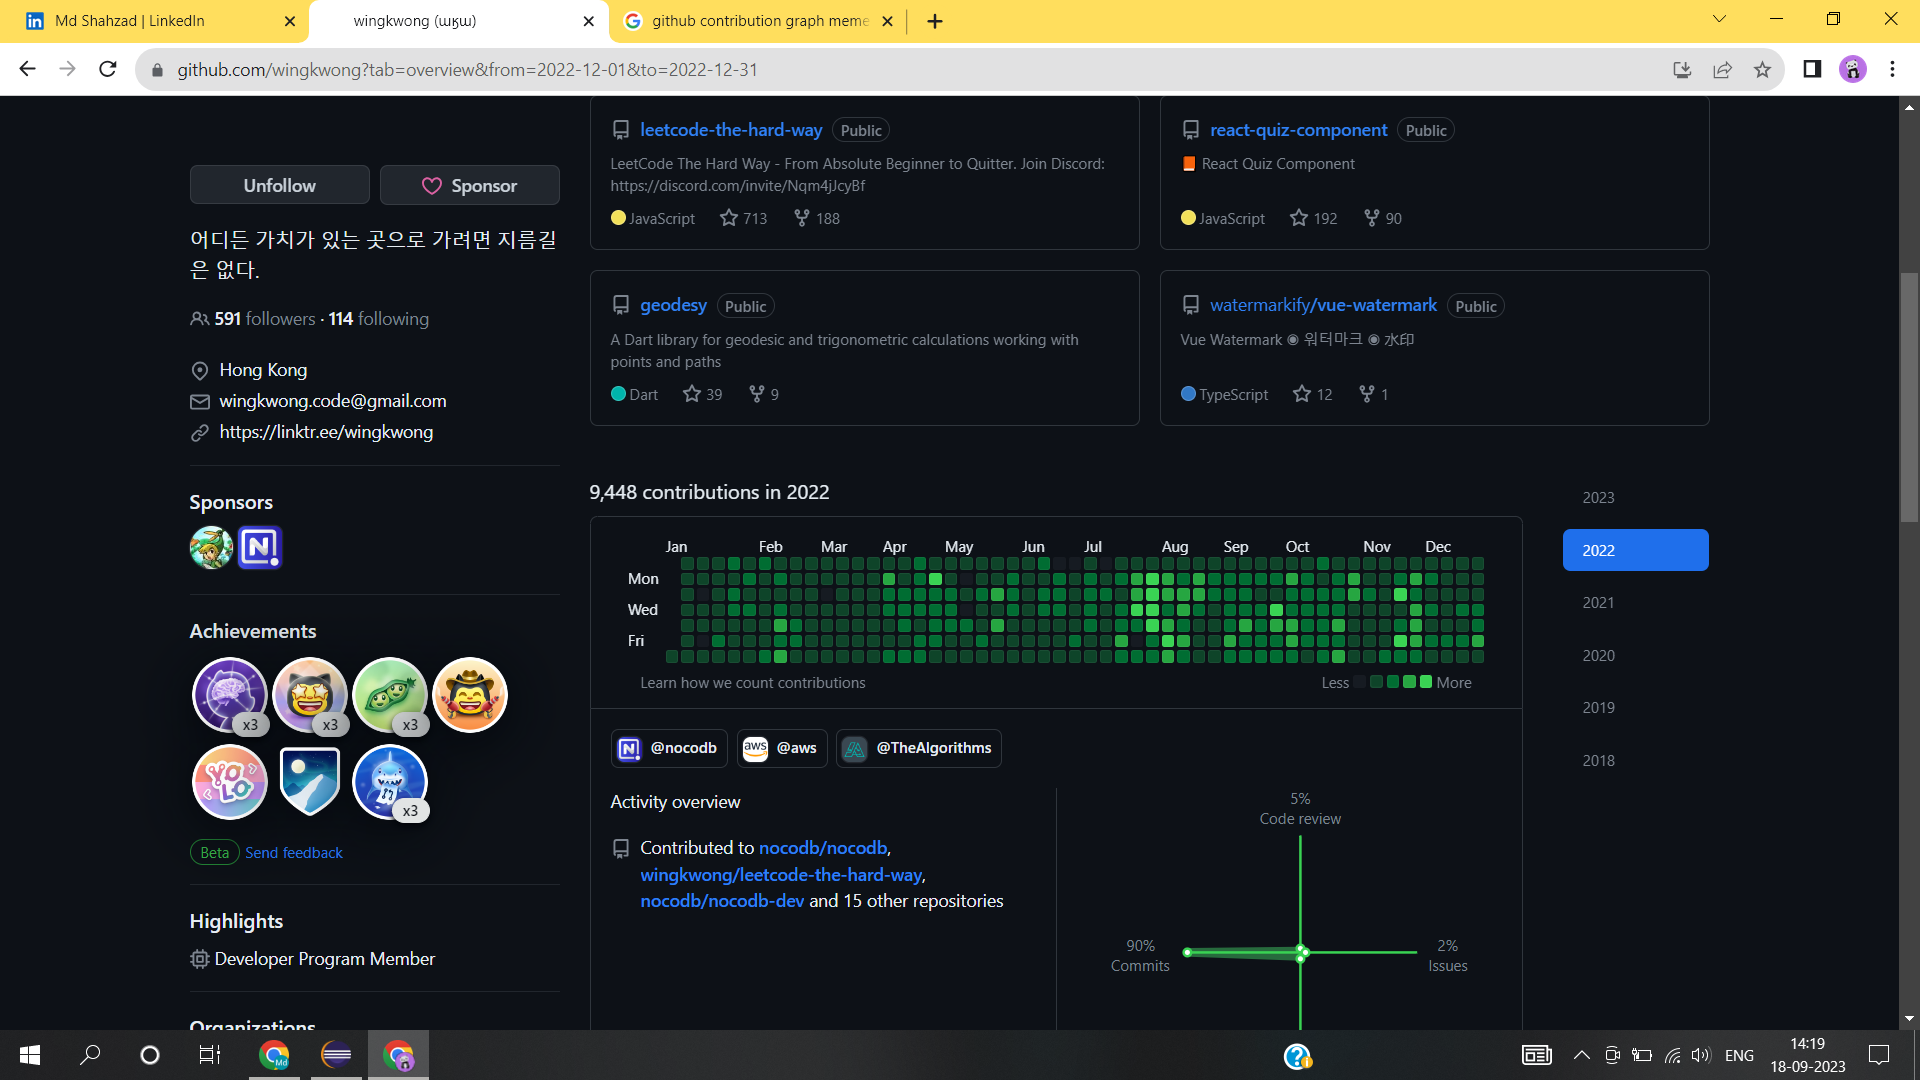 Md Shahzad | LinkedIn
wingkwong (աӄա)
github contribution graph meme
github.com/wingkwong?tab=overview&from=2022-12-01&to=2022-12-31
Unfollow
Sponsor
어디든 가치가 있는 곳으로 가려면 지름길
은 없다.
591 followers · 114 following
Hong Kong
wingkwong.code@gmail.com
https://linktr.ee/wingkwong
Sponsors
N!
Achievements
x3
x3
x3
YOLO
x3
Beta Send feedback
Highlights
Developer Program Member
Organizations
leetcode-the-hard-way Public
LeetCode The Hard Way - From Absolute Beginner to Quitter. Join Discord:
https://discord.com/invite/Nqm4jJcyBf
JavaScript 713 188
react-quiz-component Public
React Quiz Component
JavaScript 192 90
geodesy Public
A Dart library for geodesic and trigonometric calculations working with
points and paths
Dart 39 9
watermarkify/vue-watermark Public
Vue Watermark ◉ 워터마크 ◉ 水印
TypeScript 12 1
9,448 contributions in 2022
Jan Feb Mar Apr May Jun Jul Aug Sep Oct Nov Dec
Mon
Wed
Fri
Learn how we count contributions
Less More
2023
2022
2021
2020
2019
2018
N! @nocodb
aws @aws
@TheAlgorithms
Activity overview
Contributed to nocodb/nocodb,
wingkwong/leetcode-the-hard-way,
nocodb/nocodb-dev and 15 other repositories
5%
Code review
90%
Commits
2%
Issues
Md
ENG
14:19
18-09-2023